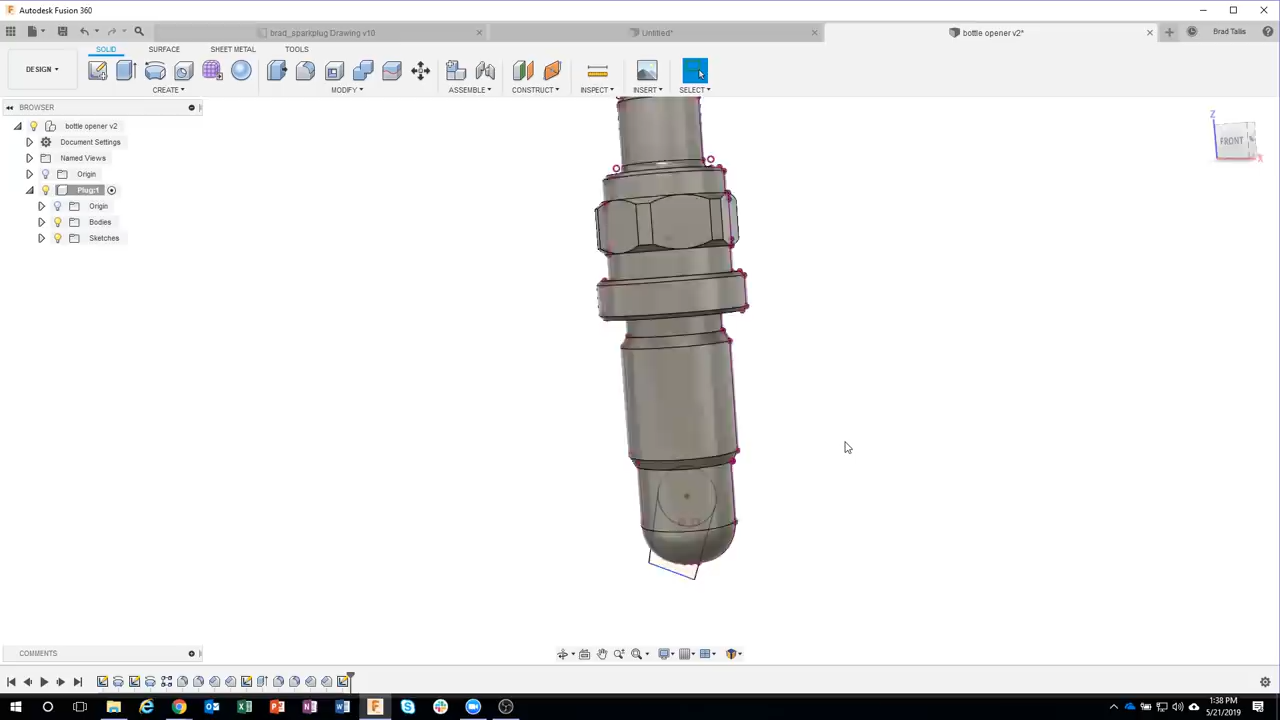 Autodesk Fusion 360
brad_sparkplug Drawing v10
Untitled*
bottle opener v2*
Brad Tallis
SOLID
SURFACE
SHEET METAL
TOOLS
DESIGN
CREATE
MODIFY
ASSEMBLE
CONSTRUCT
INSPECT
INSERT
SELECT
BROWSER
bottle opener v2
Document Settings
Named Views
Origin
Plug:1
Origin
Bodies
Sketches
Z
FRONT
X
COMMENTS
1:38 PM
5/21/2019